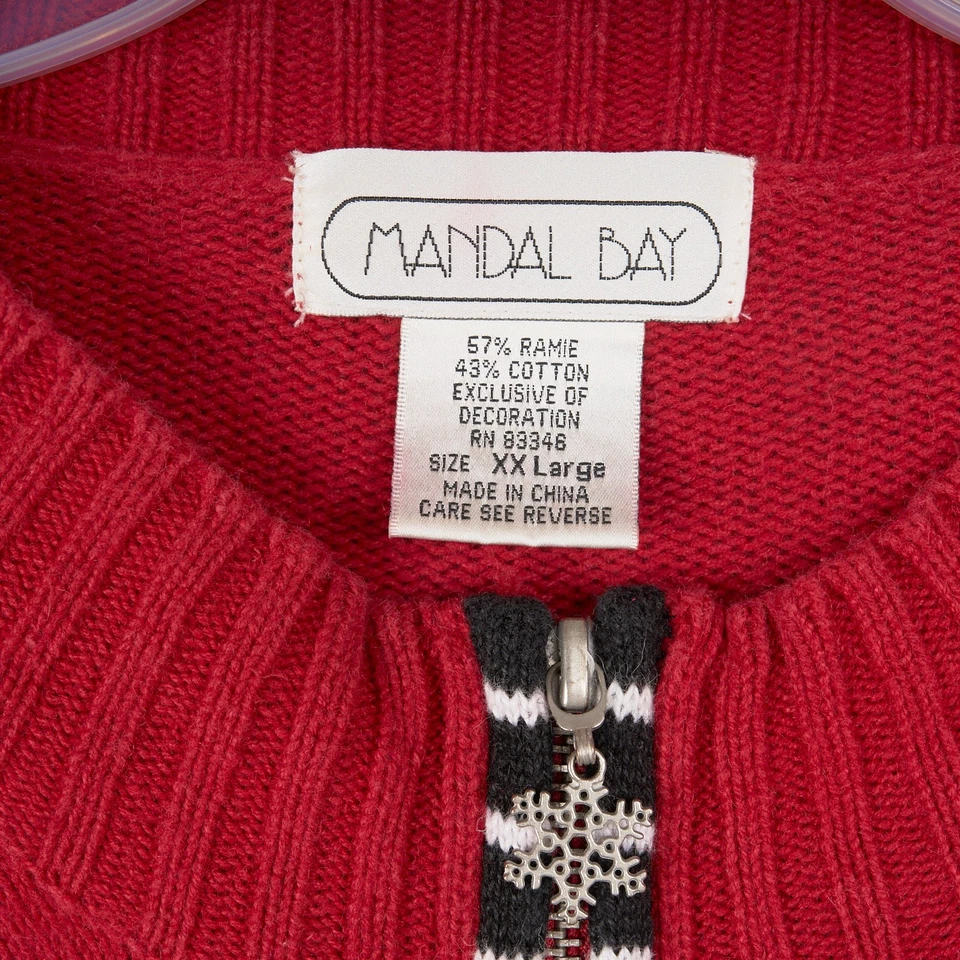 MANDAL BAY
57% RAMIE
43% COTTON
EXCLUSIVE OF
DECORATION
RN 83346
SIZE XX Large
MADE IN CHINA
CARE SEE REVERSE